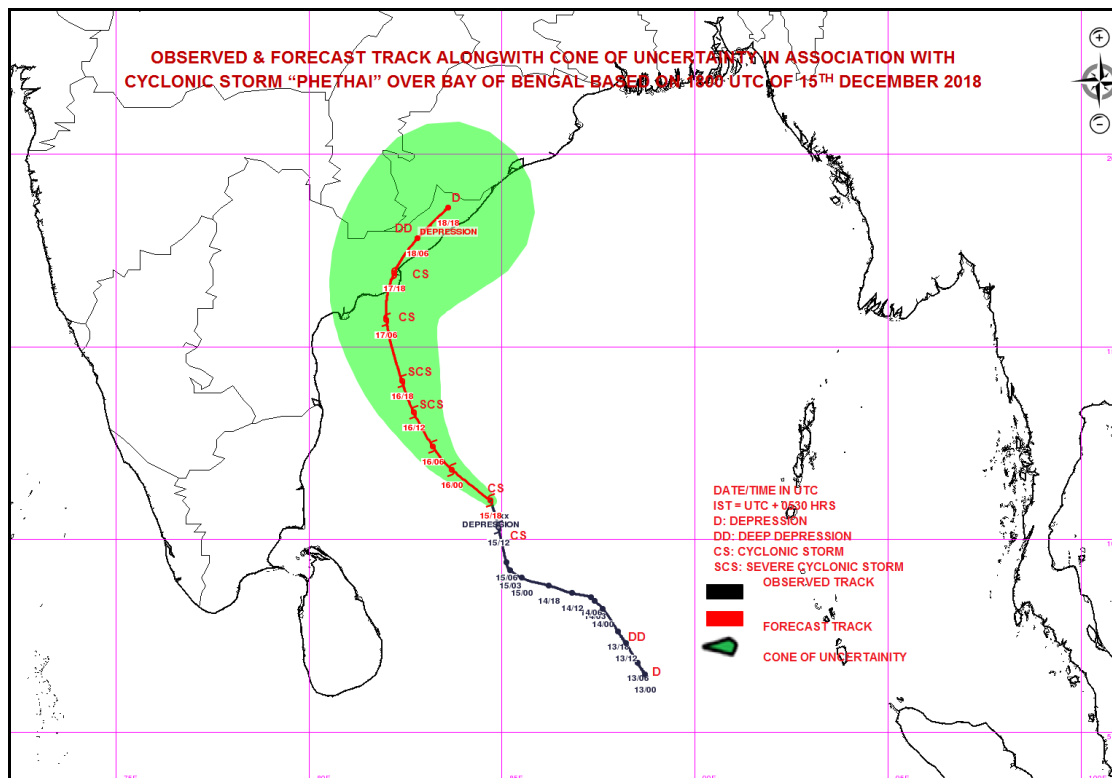 OBSERVED & FORECAST TRACK ALONGWITH CONE OF UNCERTAINTY IN ASSOCIATION WITH
CYCLONIC STORM “PHETHAI” OVER BAY OF BENGAL BASED ON 1800 UTC OF 15TH DECEMBER 2018
D
18/18
DEPRESSION
DD
18/06
CS
17/18
CS
17/06
SCS
16/18
SCS
16/12
16/06
16/00
CS
15/18
DEPRESSION
15/12
CS
15/06
15/03
15/00
14/18
14/12
14/06
14/03
14/00
DD
13/18
13/12
D
13/06
13/00
DATE/TIME IN UTC
IST = UTC + 0530 HRS
D: DEPRESSION
DD: DEEP DEPRESSION
CS: CYCLONIC STORM
SCS: SEVERE CYCLONIC STORM
OBSERVED TRACK
FORECAST TRACK
CONE OF UNCERTAINITY